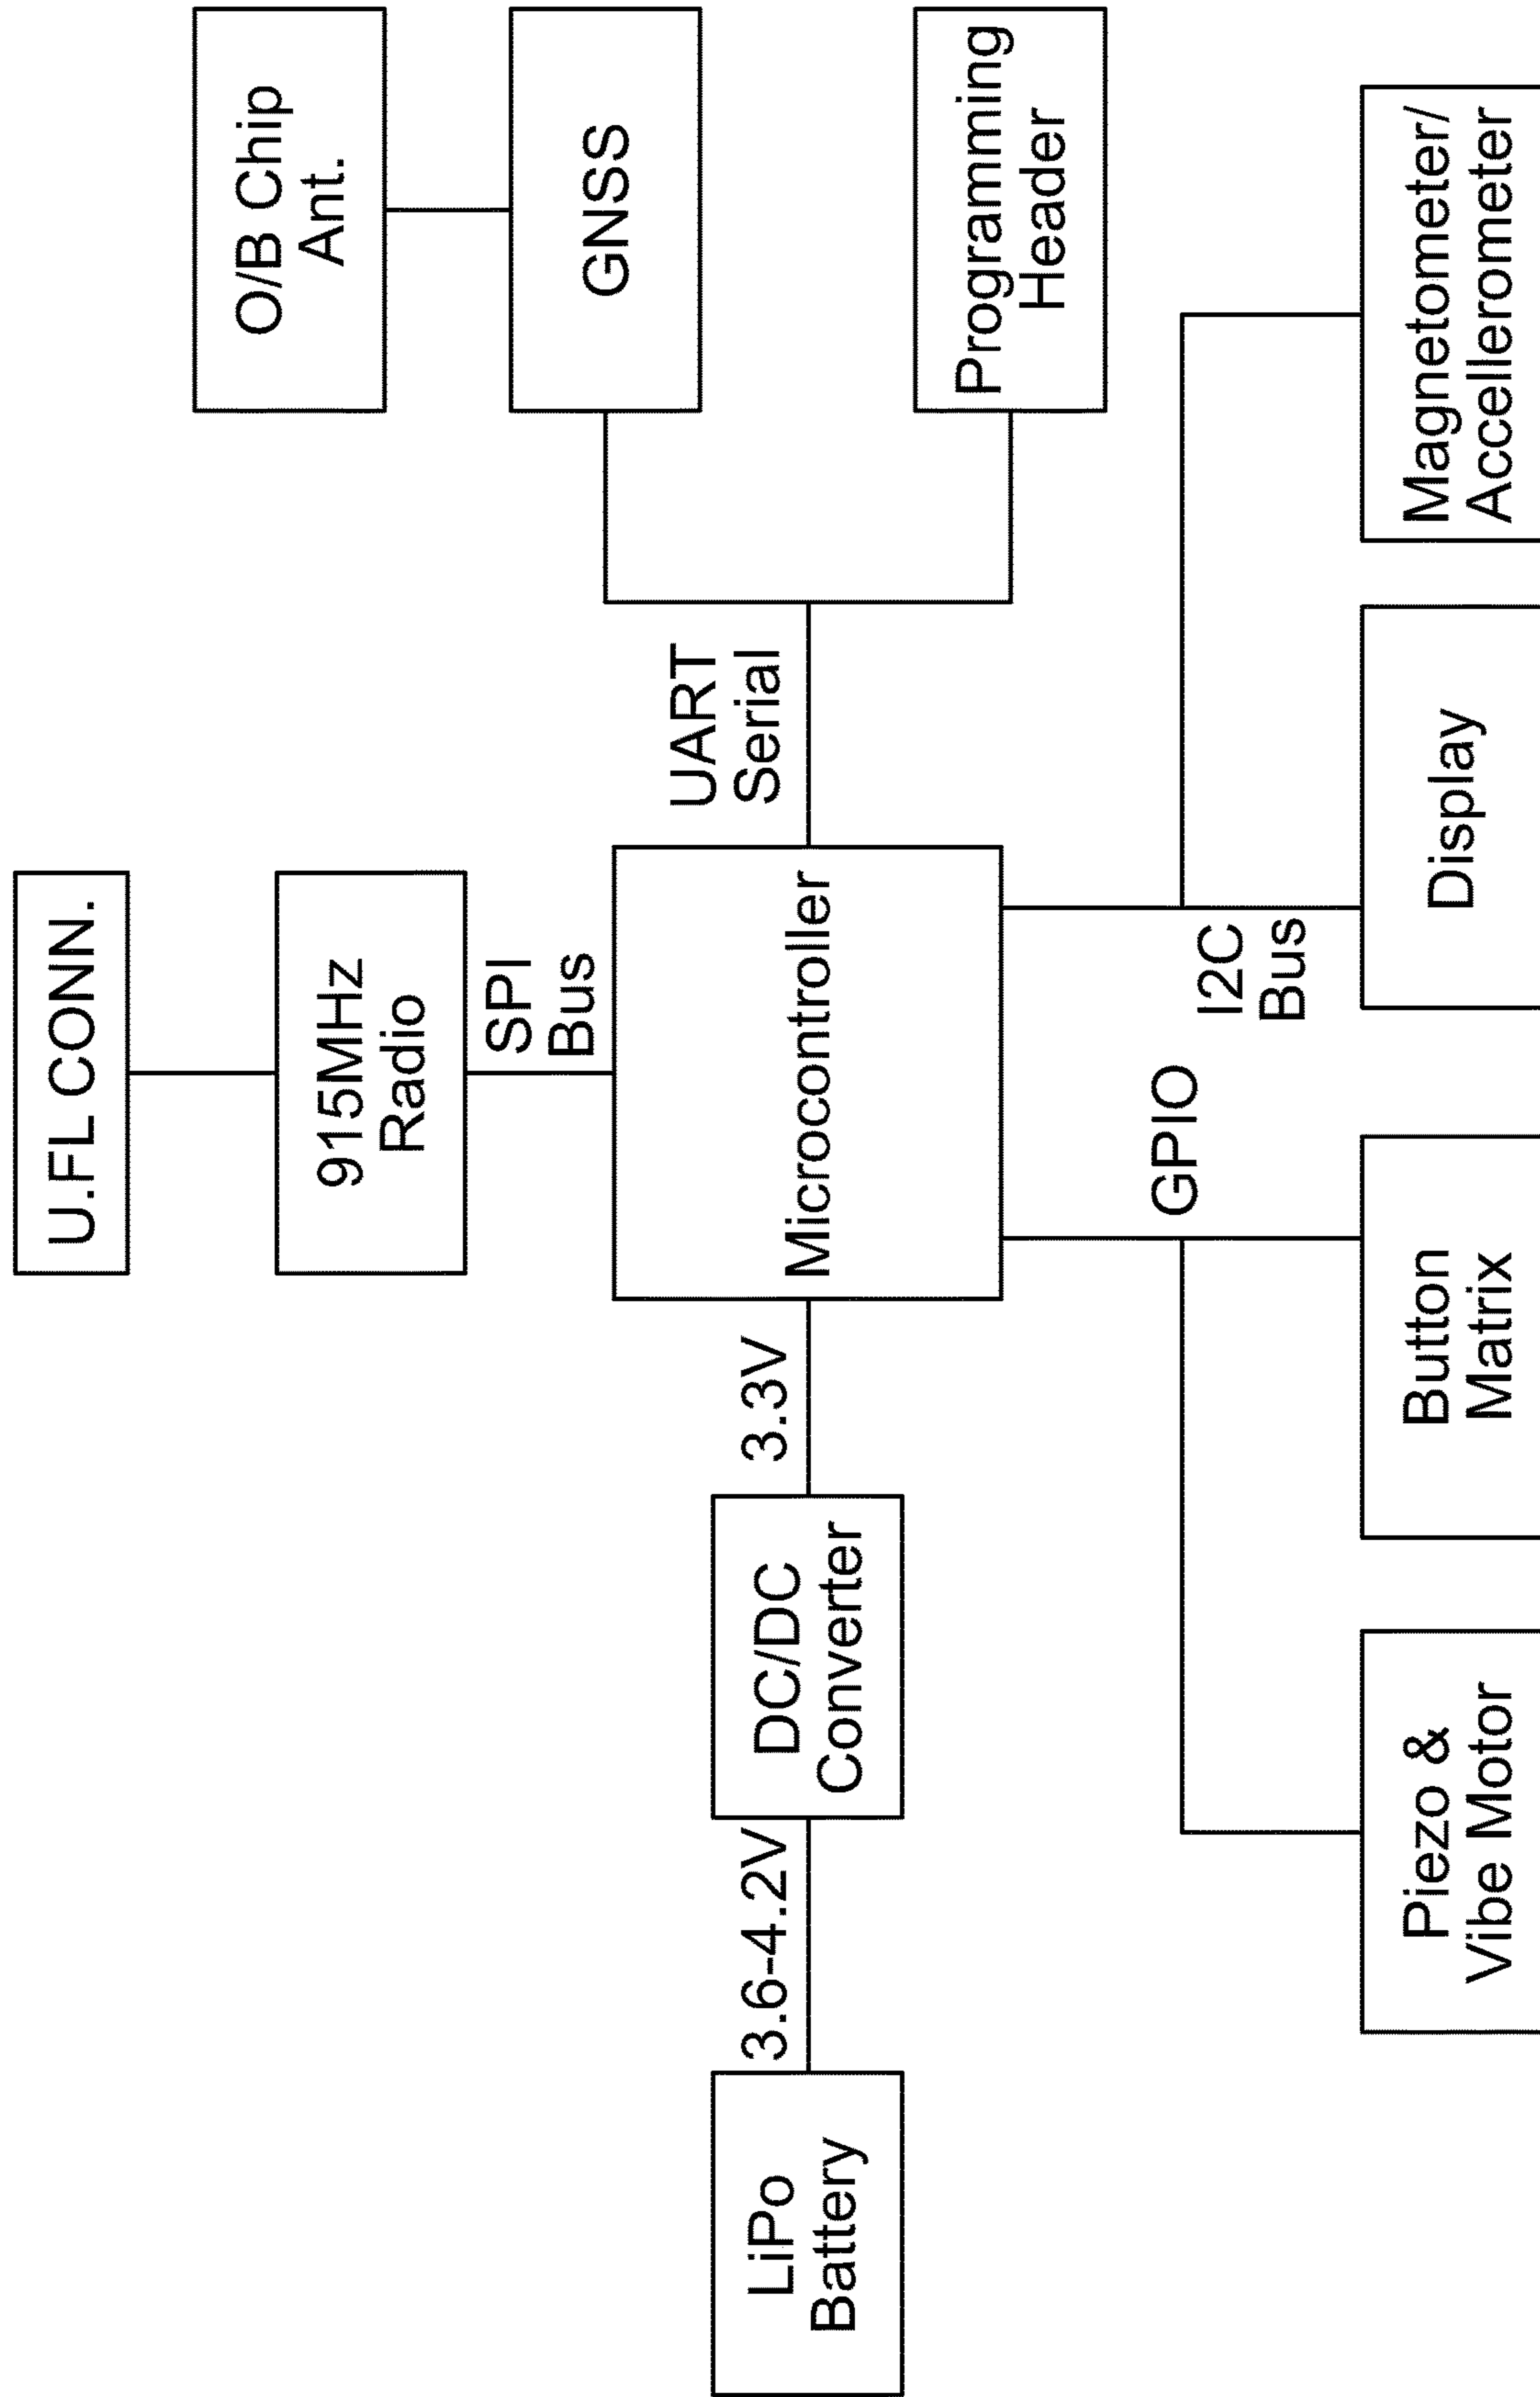 U.FL CONN.
O/B Chip
Ant.
915MHz
Radio
GNSS
SPI
Bus
UART
Serial
LiPo
Battery
3.6-4.2V
DC/DC
Converter
3.3V
Microcontroller
Programming
Header
GPIO
I2C
Bus
Piezo &
Vibe Motor
Button
Matrix
Display
Magnetometer/
Accellerometer